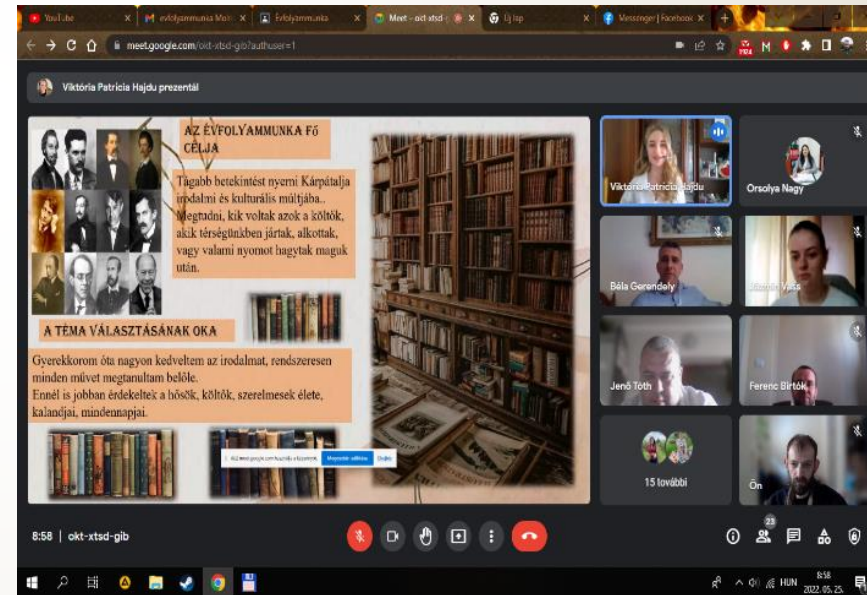 YouTube
Évfolyammunka
Meet – okt-xtsd-g
Új lap
Messenger | Facebook
meet.google.com/okt-xtsd-gib?authuser=1
Viktória Patricia Hajdu prezentál
AZ ÉVFOLYAMMUNKA FŐ
CÉLJA
Tágabb betekintést nyerni Kárpátalja
irodalmi és kulturális múltjába..
Megtudni, kik voltak azok a költők,
akik térségünkben jártak, alkottak,
vagy valami nyomot hagytak maguk
után.
A TÉMA VÁLASZTÁSÁNAK OKA
Gyerekkorom óta nagyon kedveltem az irodalmat, rendszeresen
minden művet megtanultam belőle.
Ennél is jobban érdekeltek a hősök, költők, szerelmesek élete,
kalandjai, mindennapjai.
Viktória Patricia Hajdu
Orsolya Nagy
Béla Gerendely
Vass
Jenő Tóth
Ferenc Birtók
15 további
Ön
8:58 | okt-xtsd-gib
23
HUN
8:58
2022.05.25.